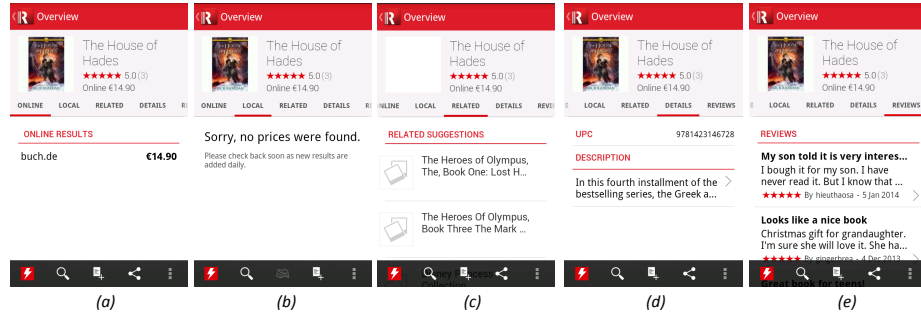 Overview
The House of
Hades
5.0 (3)
Online €14.90
ONLINE LOCAL RELATED DETAILS
ONLINE RESULTS
buch.de €14.90
(a)
Overview
The House of
Hades
5.0 (3)
Online €14.90
ONLINE LOCAL RELATED DETAILS
Sorry, no prices were found.
Please check back soon as new results are
added daily.
(b)
Overview
The House of
Hades
5.0 (3)
Online €14.90
NLINE LOCAL RELATED DETAILS REVI
RELATED SUGGESTIONS
The Heroes of Olympus,
The, Book One: Lost H...
The Heroes Of Olympus,
Book Three The Mark ...
Disney Princess
Collection
(c)
Overview
The House of
Hades
5.0 (3)
Online €14.90
E LOCAL RELATED DETAILS REVIEWS
UPC 9781423146728
DESCRIPTION
In this fourth installment of the
bestselling series, the Greek a...
(d)
Overview
The House of
Hades
5.0 (3)
Online €14.90
LOCAL RELATED DETAILS REVIEWS
REVIEWS
My son told it is very interes...
I bought it for my son. I have
never read it. But I know that ...
By hieuthaosa - 5 Jan 2014
Looks like a nice book
Christmas gift for grandaughter.
I'm sure she will love it. She ha...
By gingerbrea - 4 Dec 2013
Great book for teens!
(e)